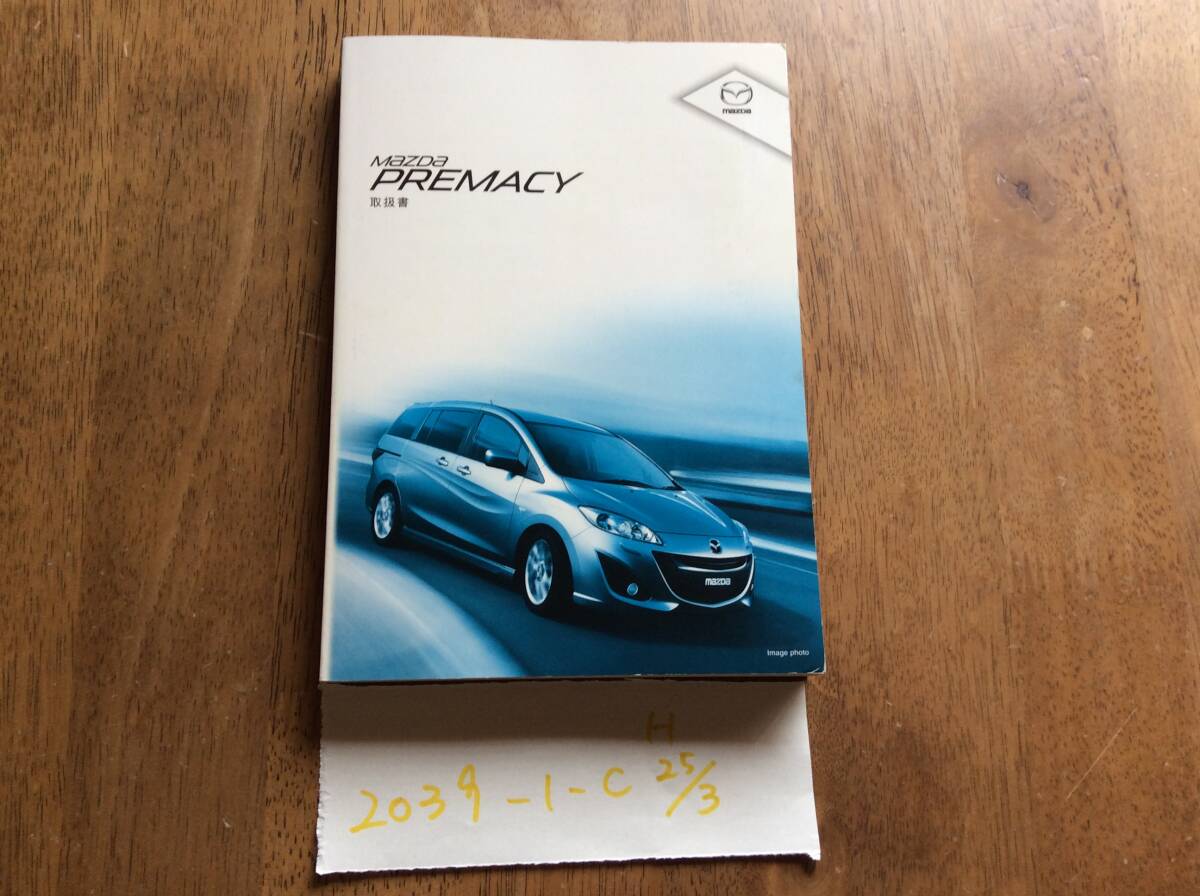 mazda
mazda
PREMACY
取扱書
mazda
Image photo
H
2039-1-C 25/3